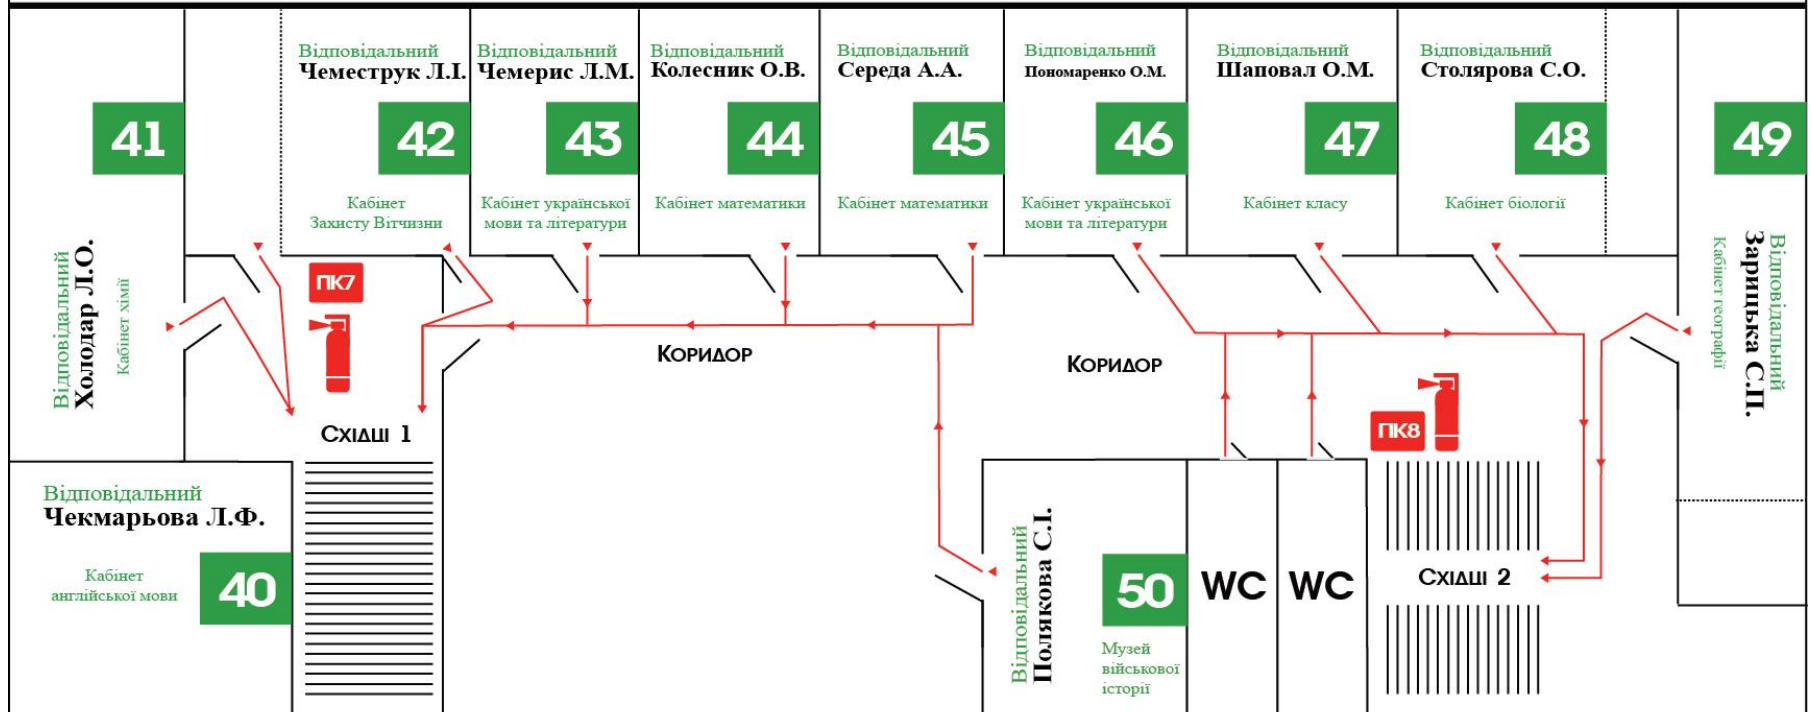 Відповідальний
Чеместрук Л.І.
Відповідальний
Чемерис Л.М.
Відповідальний
Колесник О.В.
Відповідальний
Середа А.А.
Відповідальний
Пономаренко О.М.
Відповідальний
Шаповал О.М.
Відповідальний
Столярова С.О.
41
42
43
44
45
46
47
48
49
Кабінет
Захисту Вітчизни
Кабінет української
мови та літератури
Кабінет математики
Кабінет математики
Кабінет української
мови та літератури
Кабінет класу
Кабінет біології
Відповідальний
Холодар Л.О.
Кабінет хімії
Відповідальний
Зарицька С.П.
Кабінет географії
ПК7
Коридор
Коридор
ПК8
Східці 1
Відповідальний
Чекмарьова Л.Ф.
Кабінет
англійської мови
40
Відповідальний
Полякова С.І.
50
Музей
військової
історії
WC
WC
Східці 2